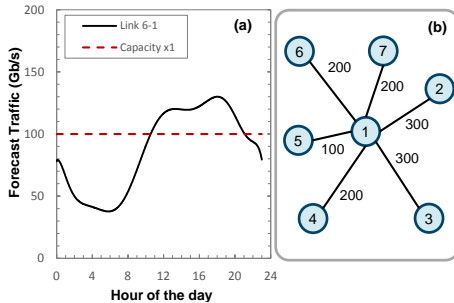 (a)
Forecast Traffic (Gb/s)
200
150
100
50
0
Link 6-1
Capacity x1
0 4 8 12 16 20 24
Hour of the day
(b)
6
7
2
5
1
4
3
200
200
300
100
300
200